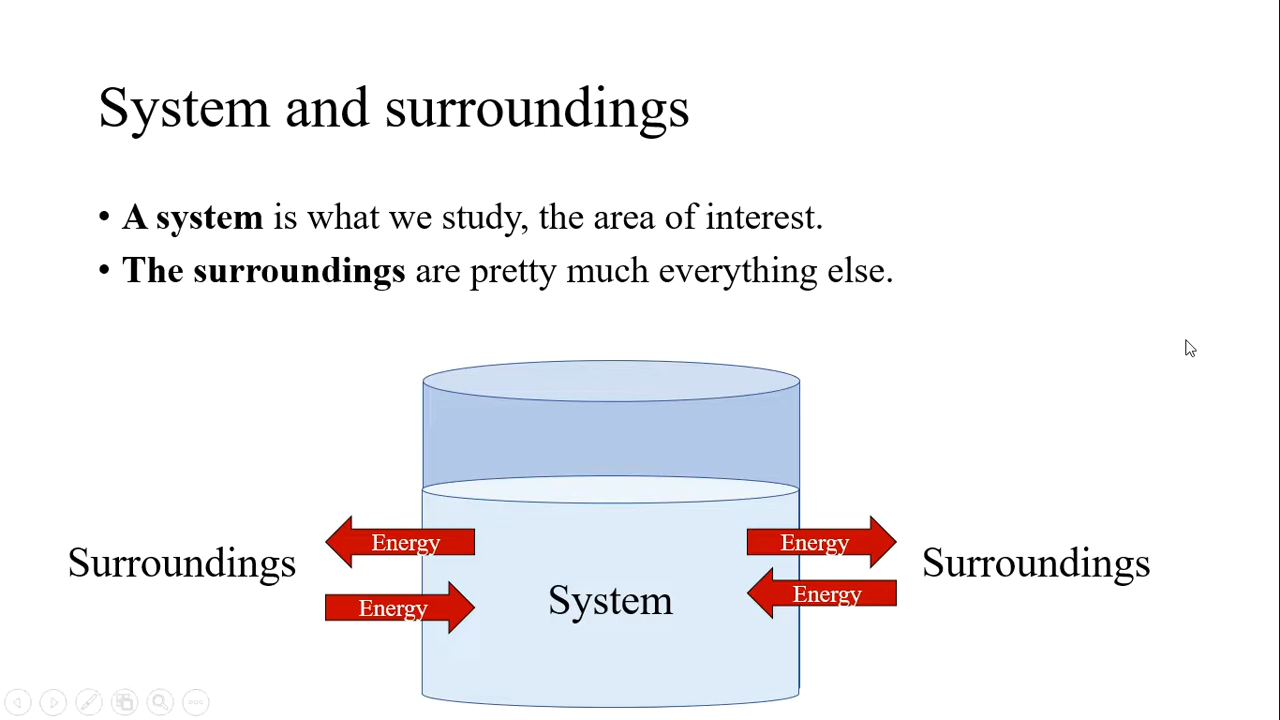 System and surroundings
• A system is what we study, the area of interest.
• The surroundings are pretty much everything else.
Energy
Energy
Surroundings
Surroundings
Energy
System
Energy